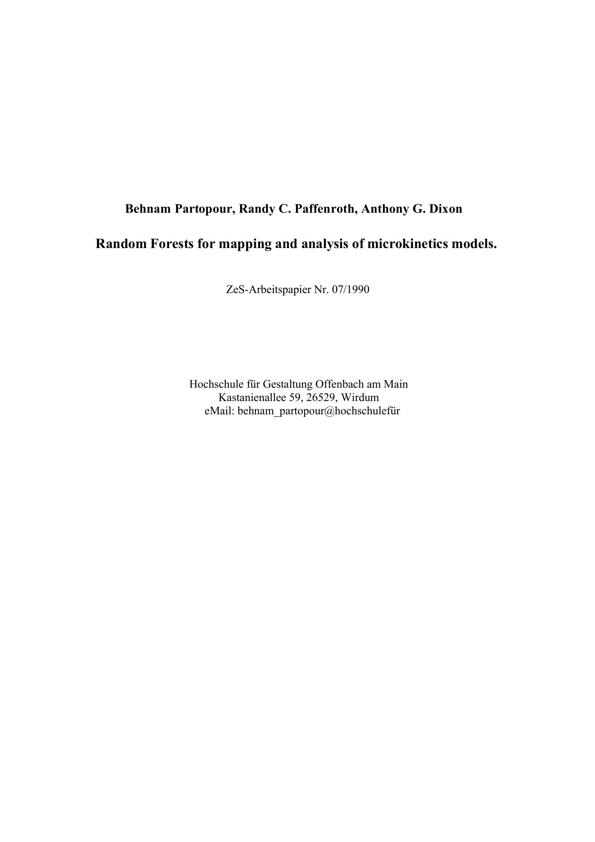 Behnam Partopour, Randy C. Paffenroth, Anthony G. Dixon
Random Forests for mapping and analysis of microkinetics models.
ZeS-Arbeitspapier Nr. 07/1990
Hochschule für Gestaltung Offenbach am Main
Kastanienallee 59, 26529, Wirdum
eMail: behnam_partopour@hochschulefür